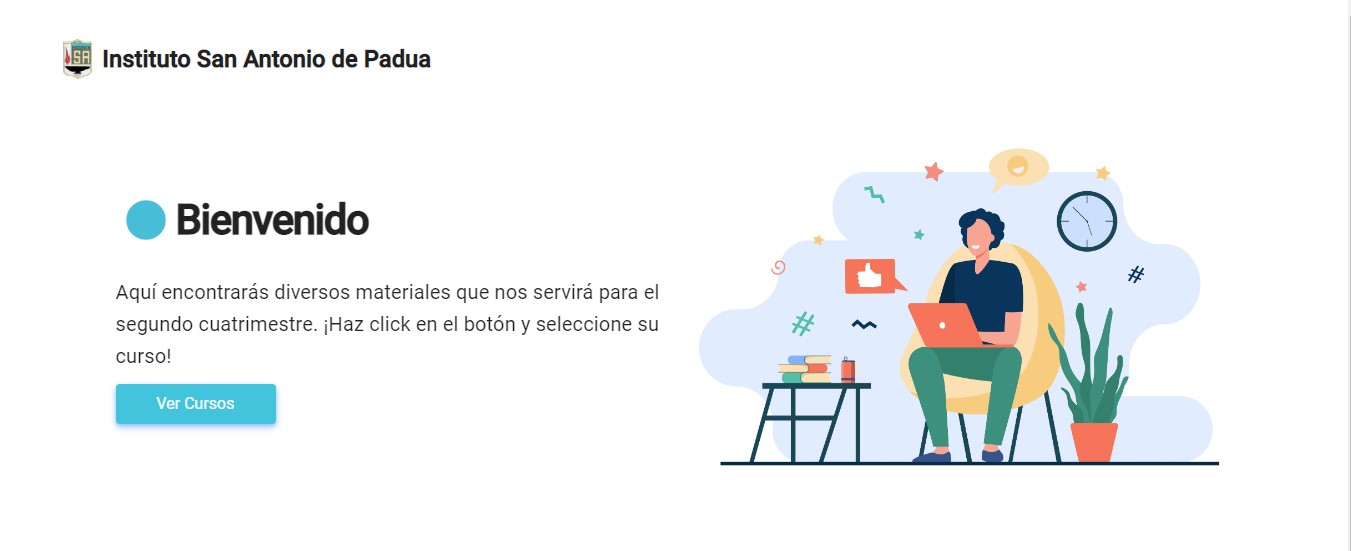 SA
Instituto San Antonio de Padua
Bienvenido
Aquí encontrarás diversos materiales que nos servirá para el
segundo cuatrimestre. ¡Haz click en el botón y seleccione su
curso!
Ver Cursos
#
#